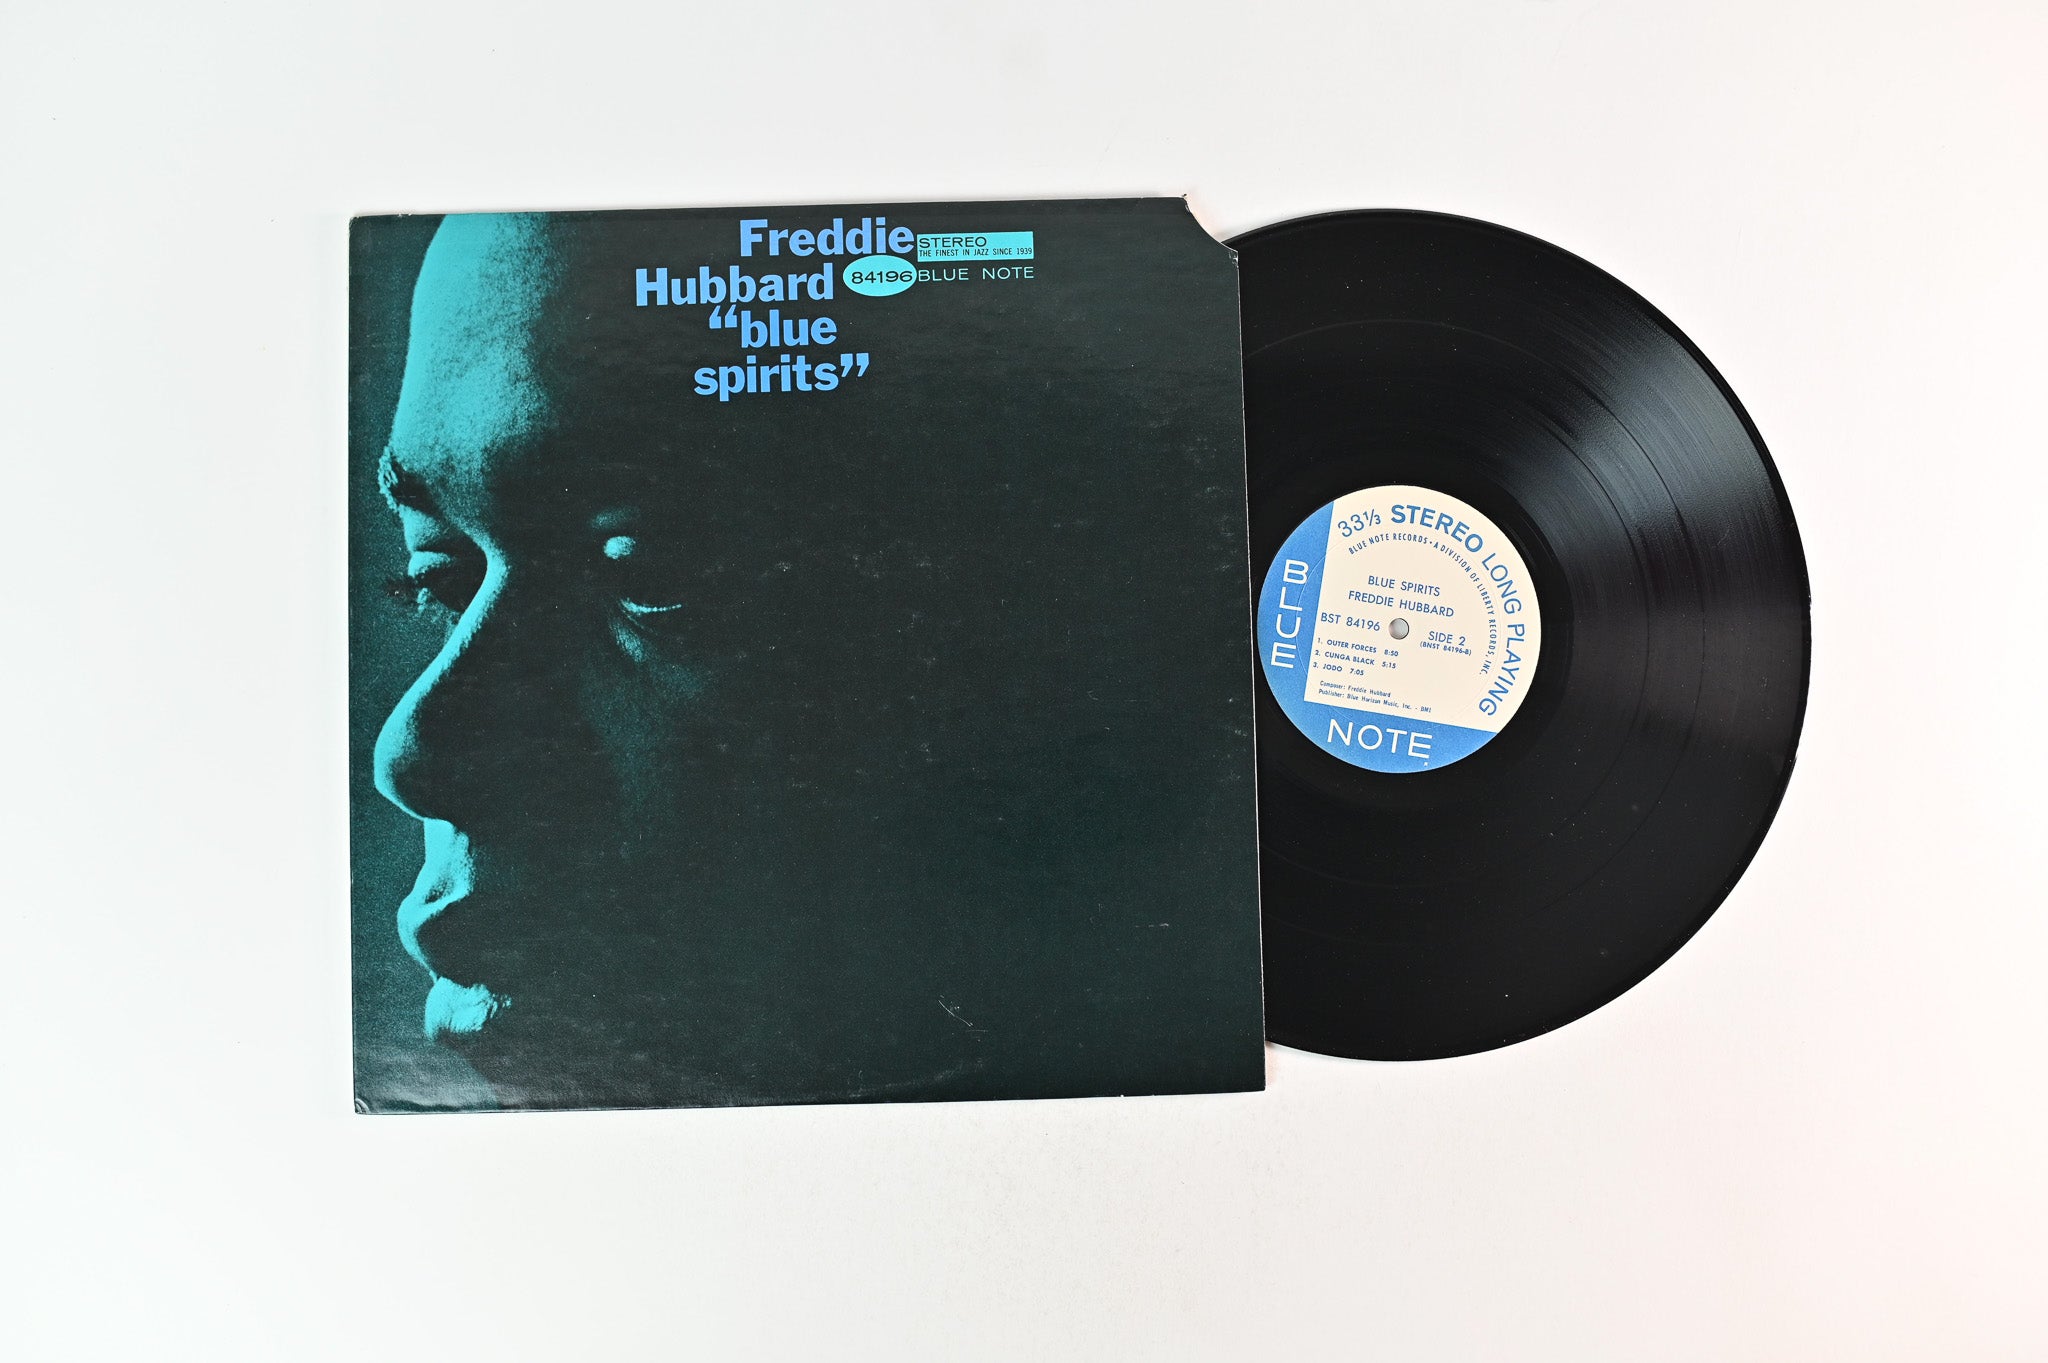 Freddie
Hubbard
“blue
spirits”
STEREO
THE FINEST IN JAZZ SINCE 1939
84196 BLUE NOTE
33⅓ STEREO LONG PLAYING
BLUE NOTE RECORDS • A DIVISION OF LIBERTY RECORDS, INC.
BLUE SPIRITS
FREDDIE HUBBARD
BST 84196
SIDE 2
(BNST 84196-B)
1. OUTER FORCES 8:50
2. CUNGA BLACK 5:15
3. JODO 7:05
Composer: Freddie Hubbard
Publisher: Blue Horizon Music, Inc. - BMI
BLUE
NOTE